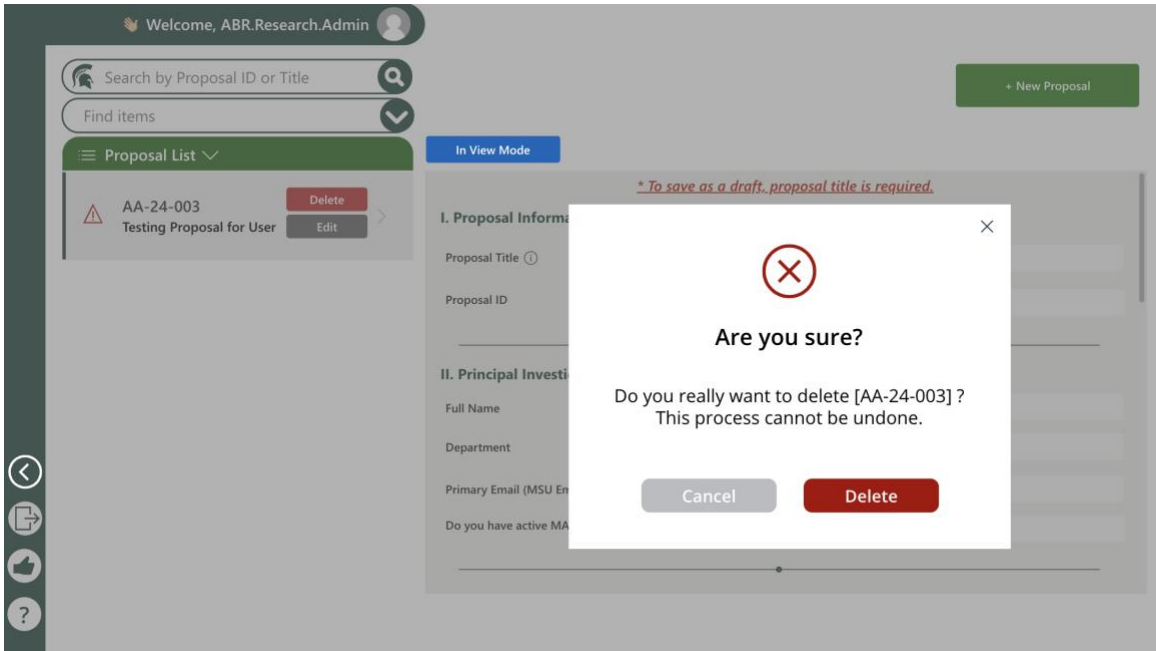 Welcome, ABR.Research.Admin
Search by Proposal ID or Title
Find items
+ New Proposal
Proposal List
In View Mode
AA-24-003
Testing Proposal for User
Delete
Edit
* To save as a draft, proposal title is required.
I. Proposal Informa
Proposal Title
Proposal ID
II. Principal Investi
Full Name
Department
Primary Email (MSU Em
Do you have active MA
Are you sure?
Do you really want to delete [AA-24-003] ?
This process cannot be undone.
Cancel
Delete
?